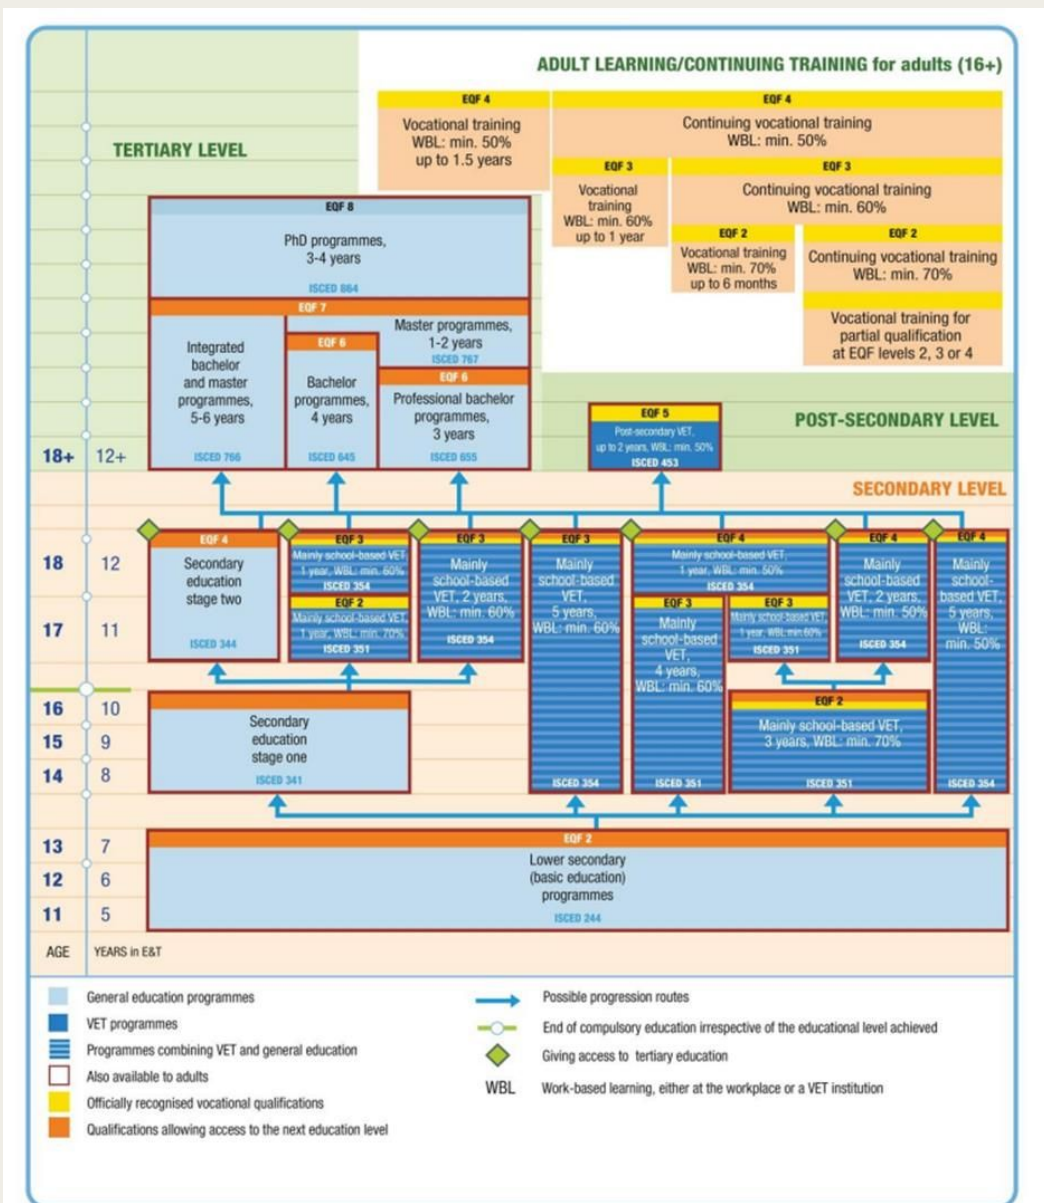 ADULT LEARNING/CONTINUING TRAINING for adults (16+)
EQF 4
Vocational training
WBL: min. 50%
up to 1.5 years
EQF 4
Continuing vocational training
WBL: min. 50%
EQF 3
Vocational
training
WBL: min. 60%
up to 1 year
EQF 3
Continuing vocational training
WBL: min. 60%
EQF 2
Vocational training
WBL: min. 70%
up to 6 months
EQF 2
Continuing vocational training
WBL: min. 70%
Vocational training for
partial qualification
at EQF levels 2, 3 or 4
TERTIARY LEVEL
EQF 8
PhD programmes,
3-4 years
ISCED 864
EQF 7
Integrated
bachelor
and master
programmes,
5-6 years
ISCED 766
EQF 6
Bachelor
programmes,
4 years
ISCED 645
Master programmes,
1-2 years
ISCED 767
EQF 6
Professional bachelor
programmes,
3 years
ISCED 655
POST-SECONDARY LEVEL
EQF 5
Post-secondary VET,
up to 2 years, WBL: min. 50%
ISCED 453
18+ 12+
SECONDARY LEVEL
18 12
17 11
EQF 4
Secondary
education
stage two
ISCED 344
EQF 3
Mainly school-based VET,
1 year, WBL: min. 60%
ISCED 354
EQF 2
Mainly school-based VET,
1 year, WBL: min. 70%
ISCED 351
EQF 3
Mainly
school-based
VET, 2 years,
WBL: min. 60%
ISCED 354
EQF 3
Mainly
school-based
VET,
5 years,
WBL: min. 60%
ISCED 354
EQF 4
Mainly school-based VET,
1 year, WBL: min. 50%
ISCED 354
EQF 3
Mainly
school-based
VET,
4 years,
WBL: min. 60%
ISCED 351
EQF 3
Mainly school-based VET,
1 year, WBL min.60%
ISCED 351
EQF 4
Mainly
school-based
VET, 2 years,
WBL: min. 50%
ISCED 354
EQF 4
Mainly
school-
based VET,
5 years,
WBL:
min. 50%
ISCED 354
16 10
15 9
14 8
Secondary
education
stage one
ISCED 341
EQF 2
Mainly school-based VET,
3 years, WBL: min. 70%
ISCED 351
13 7
12 6
11 5
EQF 2
Lower secondary
(basic education)
programmes
ISCED 244
AGE YEARS in E&T
General education programmes
VET programmes
Programmes combining VET and general education
Also available to adults
Officially recognised vocational qualifications
Qualifications allowing access to the next education level
Possible progression routes
End of compulsory education irrespective of the educational level achieved
Giving access to tertiary education
WBL Work-based learning, either at the workplace or a VET institution